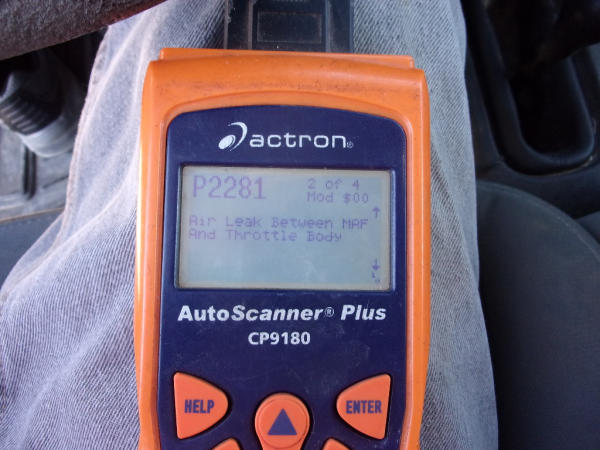 actron®
P2281 2 of 4
Mod $00
Air Leak Between MAF
And Throttle Body
AutoScanner® Plus
CP9180
HELP
ENTER